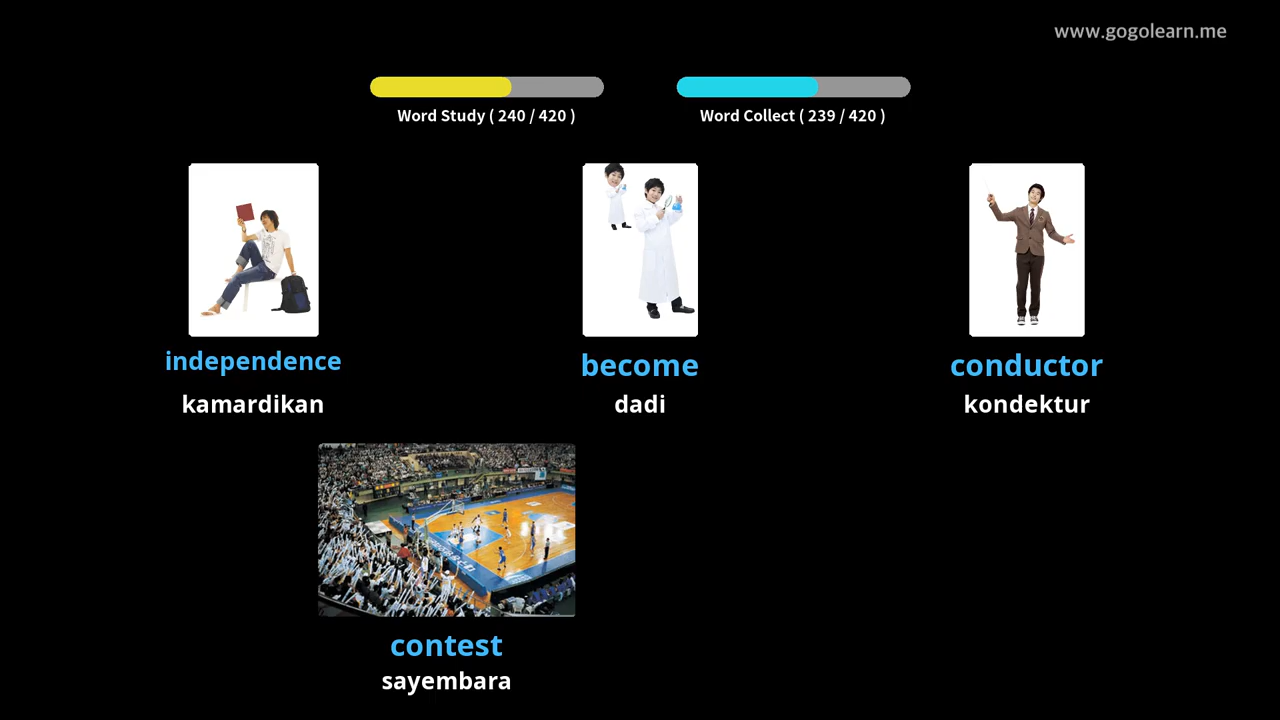 www.gogolearn.me
Word Study ( 240 / 420 )
Word Collect ( 239 / 420 )
independence
become
conductor
kamardikan
dadi
kondektur
contest
sayembara